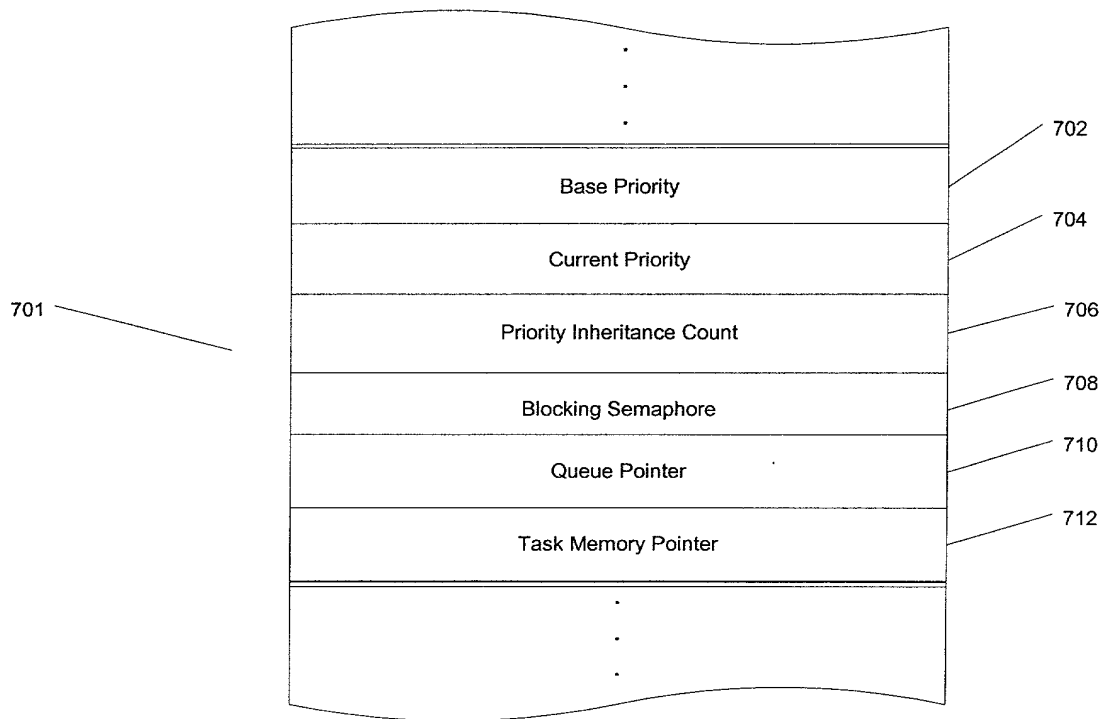 702
Base Priority
704
Current Priority
701
706
Priority Inheritance Count
708
Blocking Semaphore
710
Queue Pointer
712
Task Memory Pointer